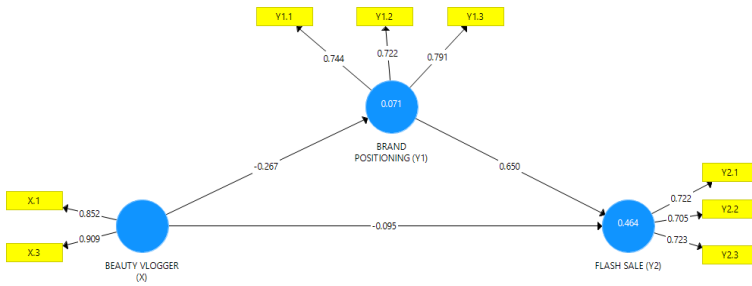 Y1.1
Y1.2
Y1.3
0.744
0.722
0.791
0.071
BRAND
POSITIONING (Y1)
-0.267
0.650
Y2.1
X.1
0.852
0.722
Y2.2
0.705
-0.095
0.464
0.909
0.723
X.3
Y2.3
BEAUTY VLOGGER
(X)
FLASH SALE (Y2)